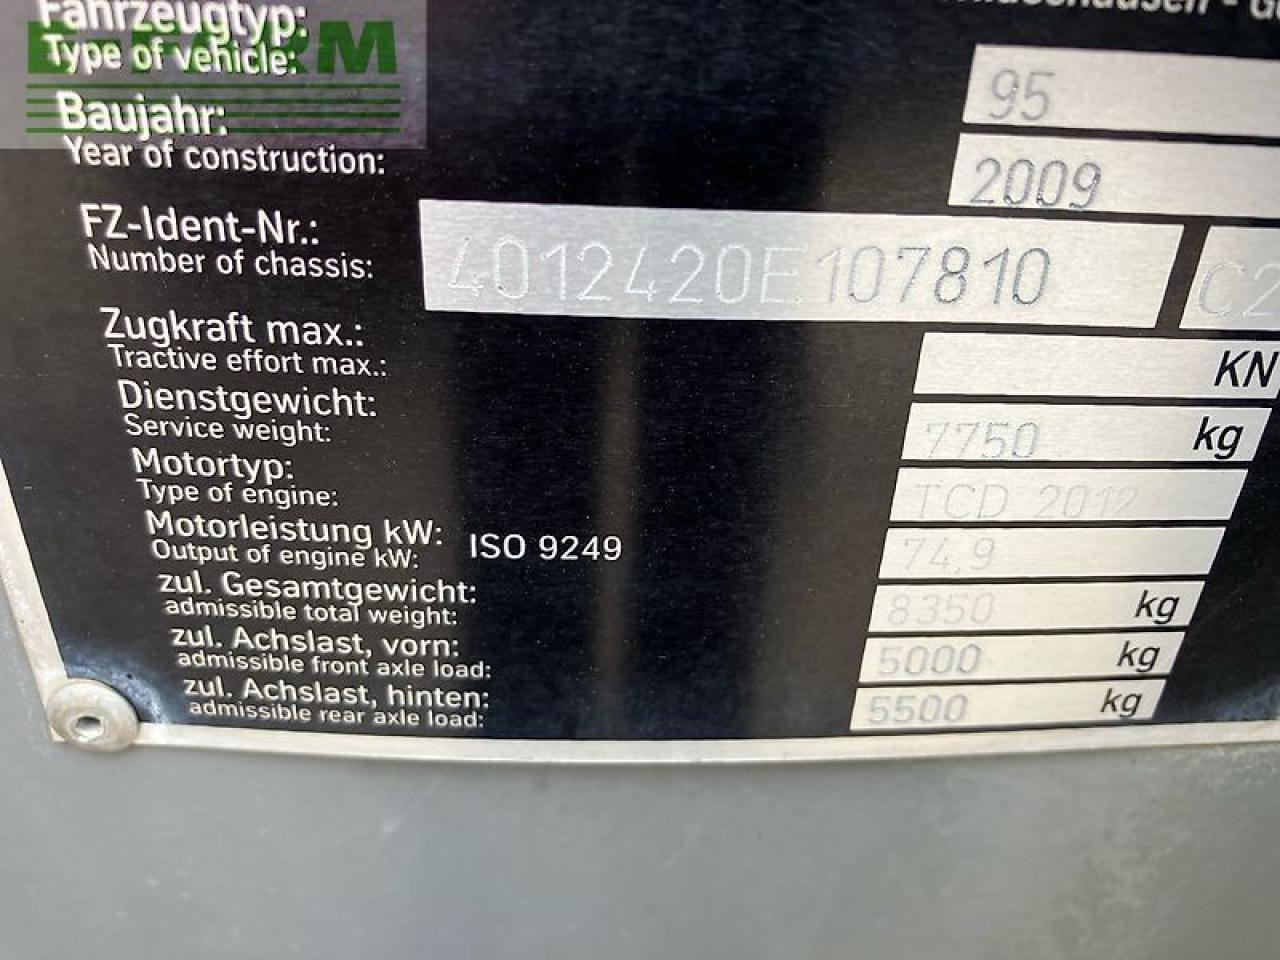 Fahrzeugtyp:
Type of vehicle: 95
Baujahr:
Year of construction: 2009
FZ-Ident-Nr.:
Number of chassis: 4012420E107810 C2
Zugkraft max.:
Tractive effort max.: KN
Dienstgewicht:
Service weight: 7750 kg
Motortyp:
Type of engine: TCD 2012
Motorleistung kW:
Output of engine kW: ISO 9249 74,9
zul. Gesamtgewicht:
admissible total weight: 8350 kg
zul. Achslast, vorn:
admissible front axle load: 5000 kg
zul. Achslast, hinten:
admissible rear axle load: 5500 kg